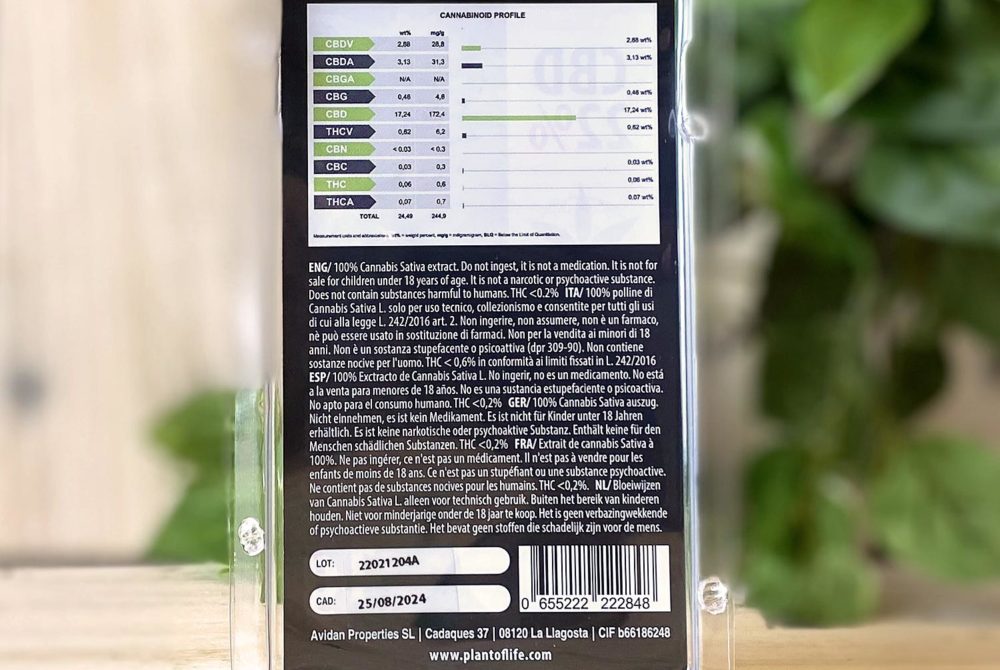 CANNABINOID PROFILE
wt% mg/g
CBDV 2,88 28,8 2,88 wt%
CBDA 3,13 31,3 3,13 wt%
CBGA N/A N/A
CBG 0,48 4,8 0,48 wt%
CBD 17,24 172,4 17,24 wt%
THCV 0,62 6,2 0,62 wt%
CBN < 0.03 < 0.3
CBC 0,03 0,3 0,03 wt%
THC 0,06 0,6 0,06 wt%
THCA 0,07 0,7 0,07 wt%
TOTAL 24,49 244,9
Measurement units and abbreviations: wt% = weight percent, mg/g = miligramgram, BLQ = Below the Limit of Quantitation.
ENG/ 100% Cannabis Sativa extract. Do not ingest, it is not a medication. It is not for
sale for children under 18 years of age. It is not a narcotic or psychoactive substance.
Does not contain substances harmful to humans. THC <0.2% ITA/ 100% polline di
Cannabis Sativa L. solo per uso tecnico, collezionismo e consentite per tutti gli usi
di cui alla legge L. 242/2016 art. 2. Non ingerire, non assumere, non è un farmaco,
nè può essere usato in sostituzione di farmaci. Non per la vendita ai minori di 18
anni. Non è un sostanza stupefacente o psicoattiva (dpr 309-90). Non contiene
sostanze nocive per l'uomo. THC < 0,6% in conformità ai limiti fissati in L. 242/2016
ESP/ 100% Exctracto de Cannabis Sativa L. No ingerir, no es un medicamento. No está
a la venta para menores de 18 años. No es una sustancia estupefaciente o psicoactiva.
No apto para el consumo humano. THC <0,2% GER/ 100% Cannabis Sativa auszug.
Nicht einnehmen, es ist kein Medikament. Es ist nicht für Kinder unter 18 Jahren
erhältlich. Es ist keine narkotische oder psychoaktive Substanz. Enthält keine für den
Menschen schädlichen Substanzen. THC <0,2% FRA/ Extrait de cannabis Sativa à
100%. Ne pas ingérer, ce n'est pas un médicament. Il n'est pas à vendre pour les
enfants de moins de 18 ans. Ce n'est pas un stupéfiant ou une substance psychoactive.
Ne contient pas de substances nocives pour les humains. THC <0,2%. NL/ Bloeiwijzen
van Cannabis Sativa L. alleen voor technisch gebruik. Buiten het bereik van kinderen
houden. Niet voor minderjarige onder de 18 jaar te koop. Het is geen verbazingwekkende
of psychoactieve substantie. Het bevat geen stoffen die schadelijk zijn voor de mens.
LOT: 22021204A
CAD: 25/08/2024
0 655222 222848
Avidan Properties SL | Cadaques 37 | 08120 La Llagosta | CIF b66186248
www.plantoflife.com